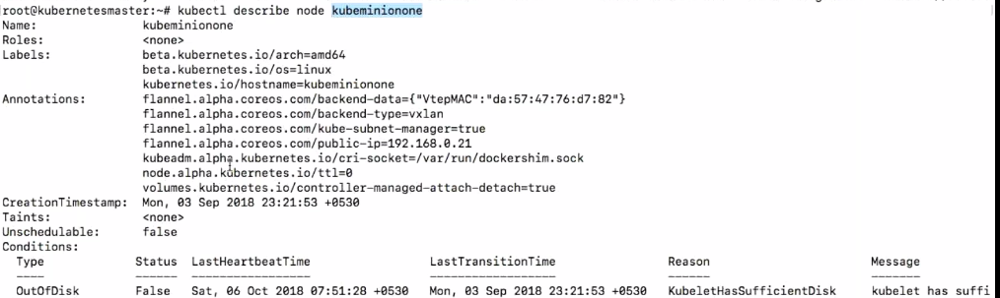 root@kubernetesmaster:~# kubectl describe node kubeminionone
Name: kubeminionone
Roles: <none>
Labels: beta.kubernetes.io/arch=amd64
beta.kubernetes.io/os=linux
kubernetes.io/hostname=kubeminionone
Annotations: flannel.alpha.coreos.com/backend-data={"VtepMAC":"da:57:47:76:d7:82"}
flannel.alpha.coreos.com/backend-type=vxlan
flannel.alpha.coreos.com/kube-subnet-manager=true
flannel.alpha.coreos.com/public-ip=192.168.0.21
kubeadm.alpha.kubernetes.io/cri-socket=/var/run/dockershim.sock
node.alpha.kubernetes.io/ttl=0
volumes.kubernetes.io/controller-managed-attach-detach=true
CreationTimestamp: Mon, 03 Sep 2018 23:21:53 +0530
Taints: <none>
Unschedulable: false
Conditions:
Type Status LastHeartbeatTime LastTransitionTime Reason Message
---- ------ ----------------- ------------------ ------ -------
OutOfDisk False Sat, 06 Oct 2018 07:51:28 +0530 Mon, 03 Sep 2018 23:21:53 +0530 KubeletHasSufficientDisk kubelet has suffi